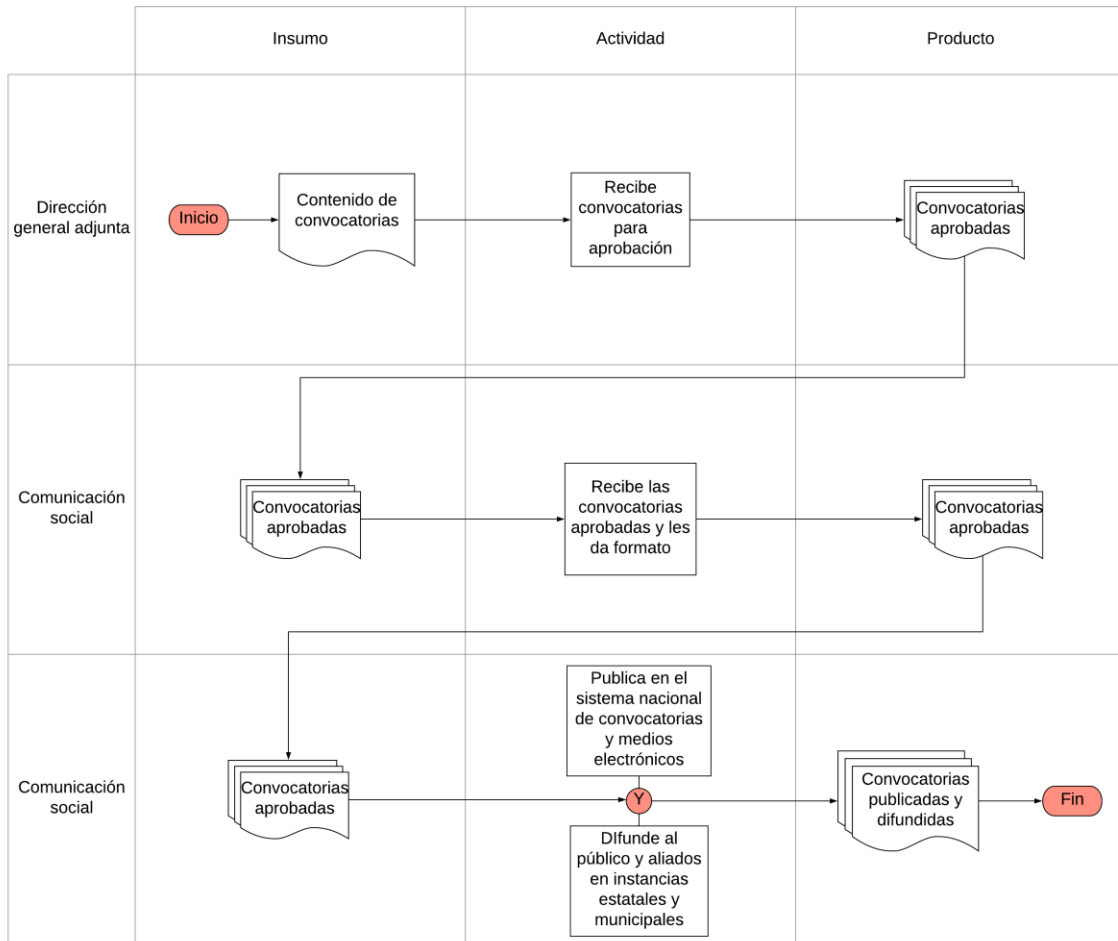 Insumo
Actividad
Producto
Dirección
general adjunta
Inicio
Contenido de
convocatorias
Recibe
convocatorias
para
aprobación
Convocatorias
aprobadas
Comunicación
social
Convocatorias
aprobadas
Recibe las
convocatorias
aprobadas y les
da formato
Convocatorias
aprobadas
Comunicación
social
Convocatorias
aprobadas
Publica en el
sistema nacional
de convocatorias
y medios
electrónicos
Y
DIfunde al
público y aliados
en instancias
estatales y
municipales
Convocatorias
publicadas y
difundidas
Fin